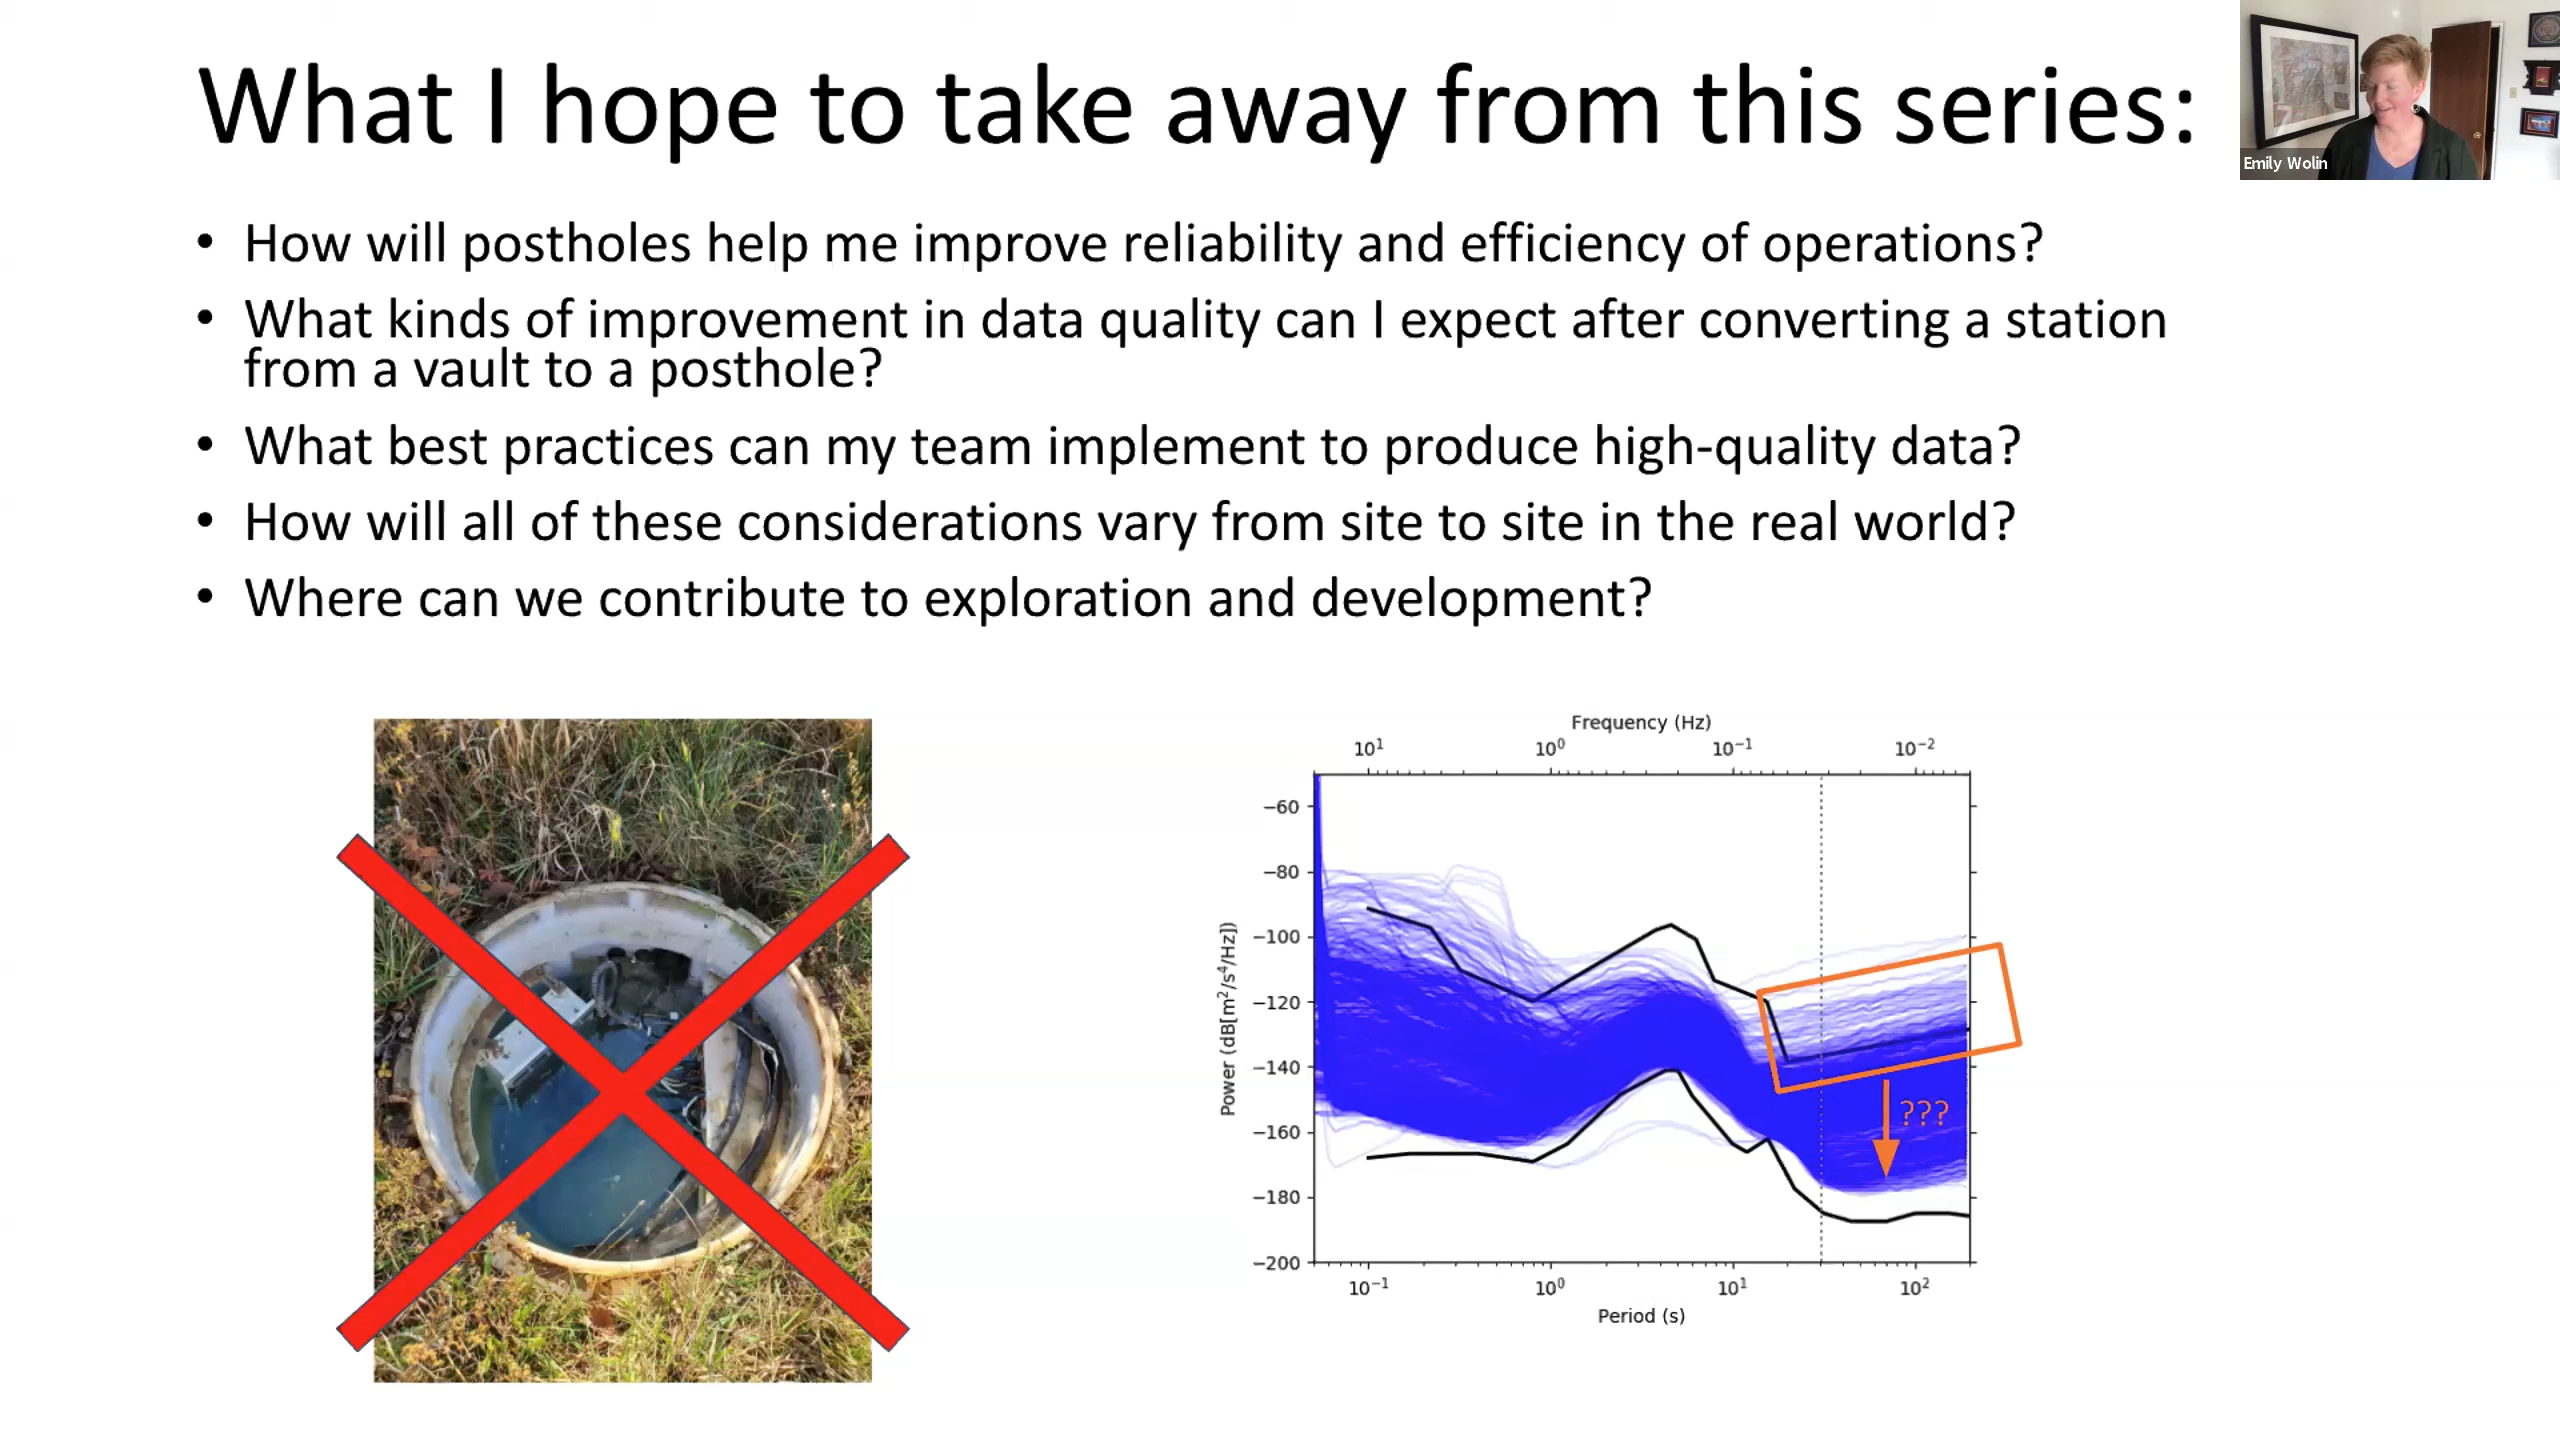 What I hope to take away from this series:
Emily Wolin
• How will postholes help me improve reliability and efficiency of operations?
• What kinds of improvement in data quality can I expect after converting a station
from a vault to a posthole?
• What best practices can my team implement to produce high-quality data?
• How will all of these considerations vary from site to site in the real world?
• Where can we contribute to exploration and development?
Frequency (Hz)
10¹ 10⁰ 10⁻¹ 10⁻²
−60
−80
−100
−120
−140
−160
−180
−200
Power (dB[m²/s⁴/Hz])
???
10⁻¹ 10⁰ 10¹ 10²
Period (s)